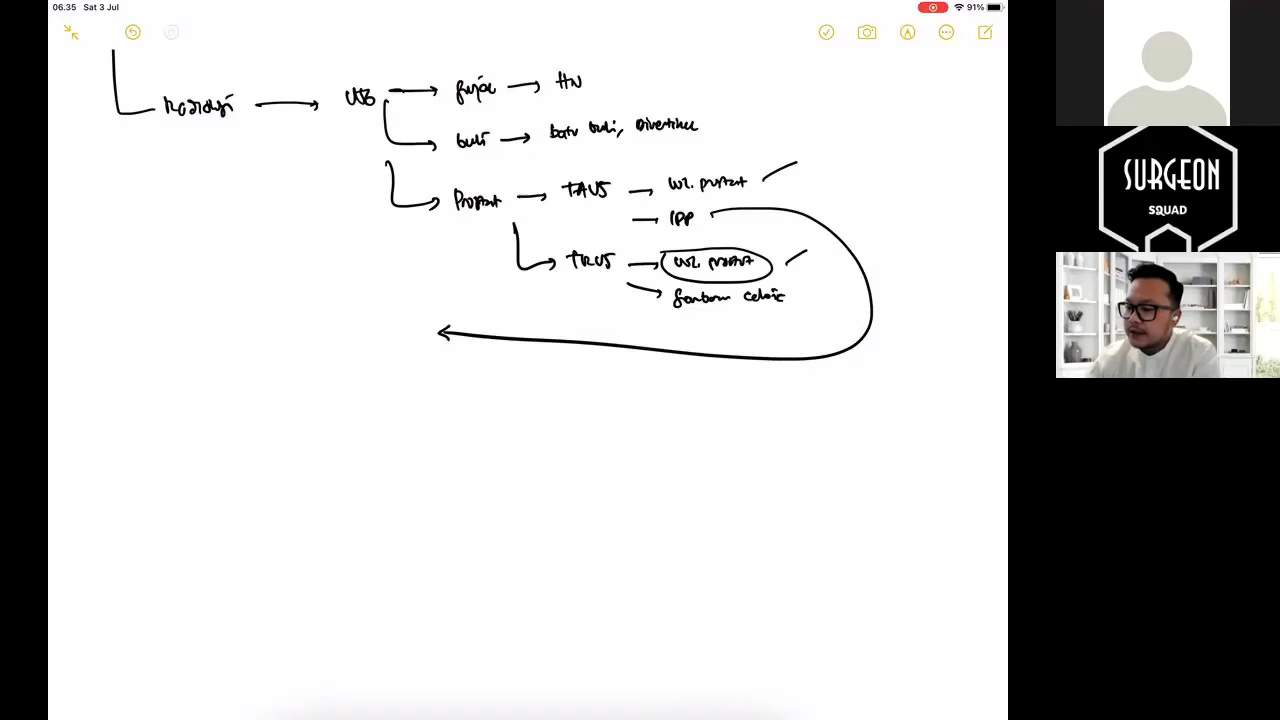 06.35 Sat 3 Jul
91%
Radiologi → USG → ginjal → HN
buli → batu buli, Divertikel
Prostat → TAUS → vol. prostat
→ IPP
TRUS → vol. prostat
SURGEON
SQUAD